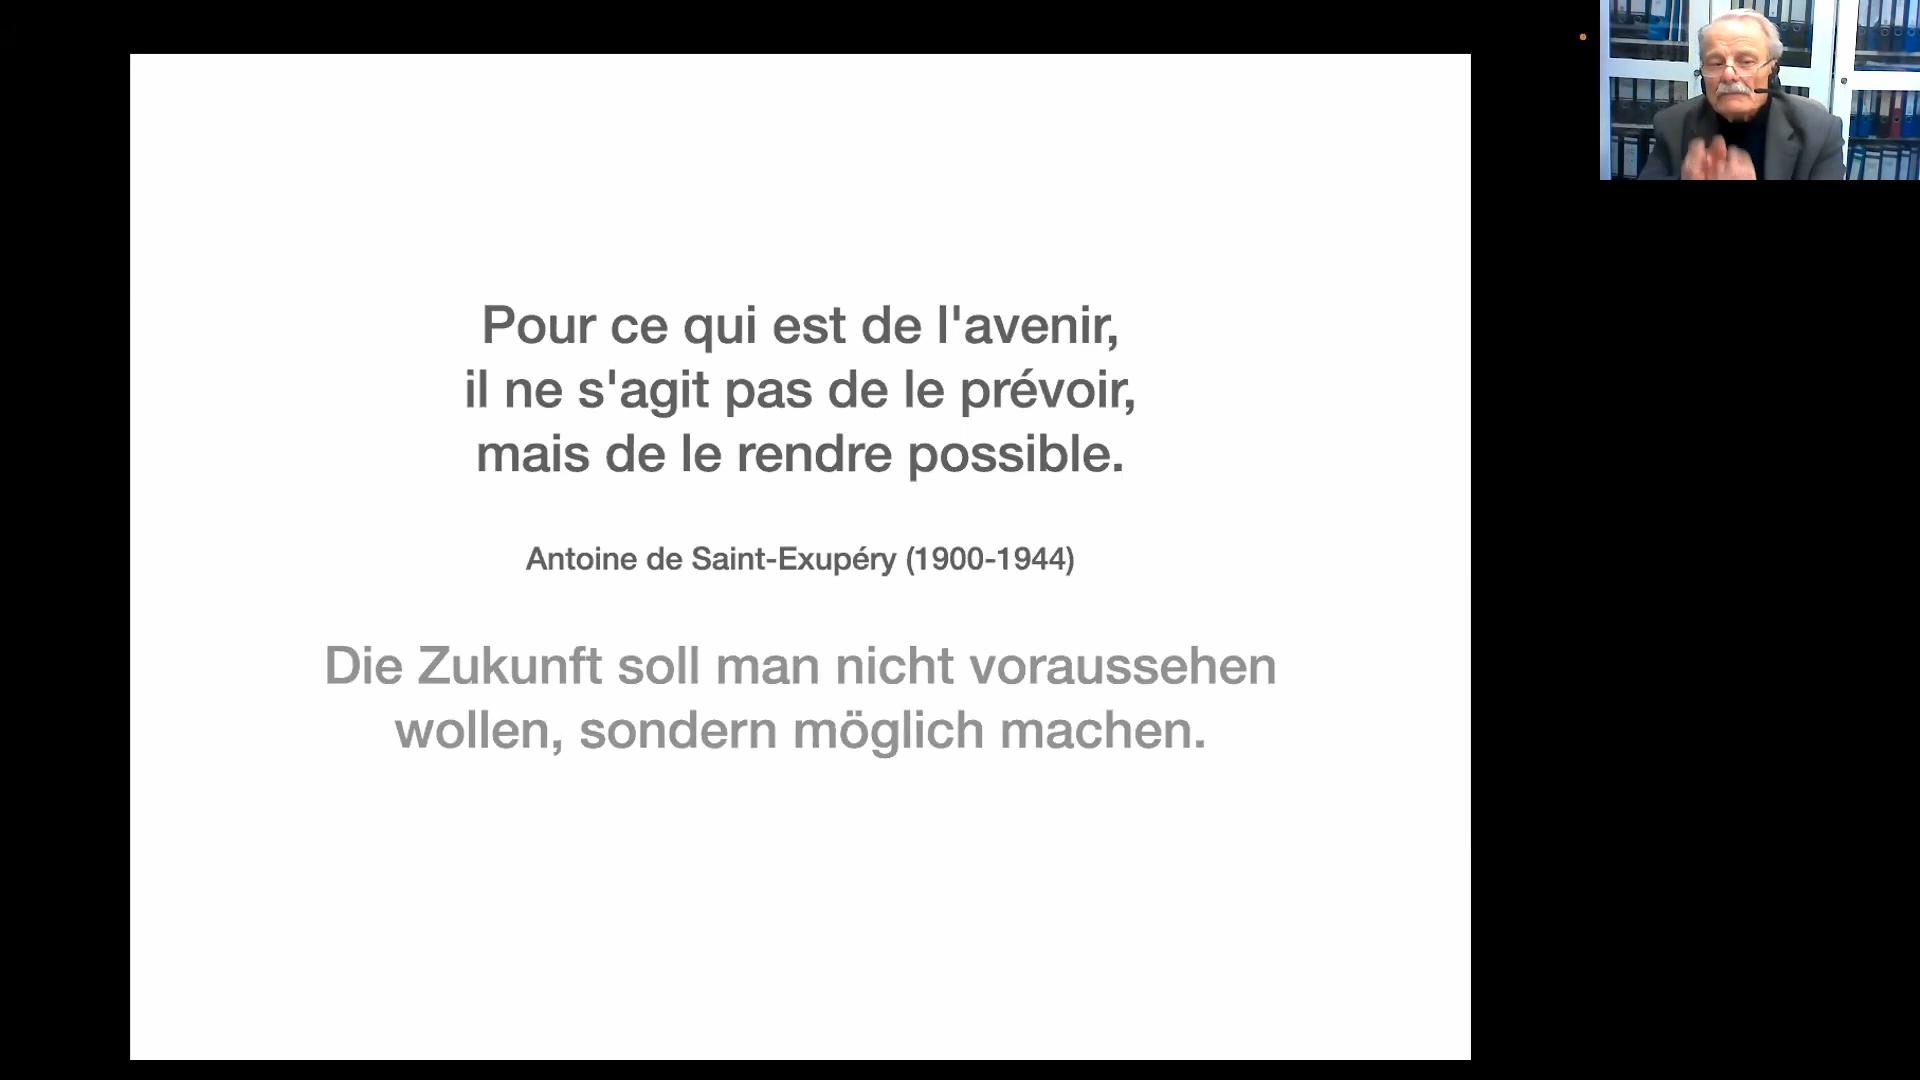 Pour ce qui est de l'avenir,
il ne s'agit pas de le prévoir,
mais de le rendre possible.
Antoine de Saint-Exupéry (1900-1944)
Die Zukunft soll man nicht voraussehen
wollen, sondern möglich machen.